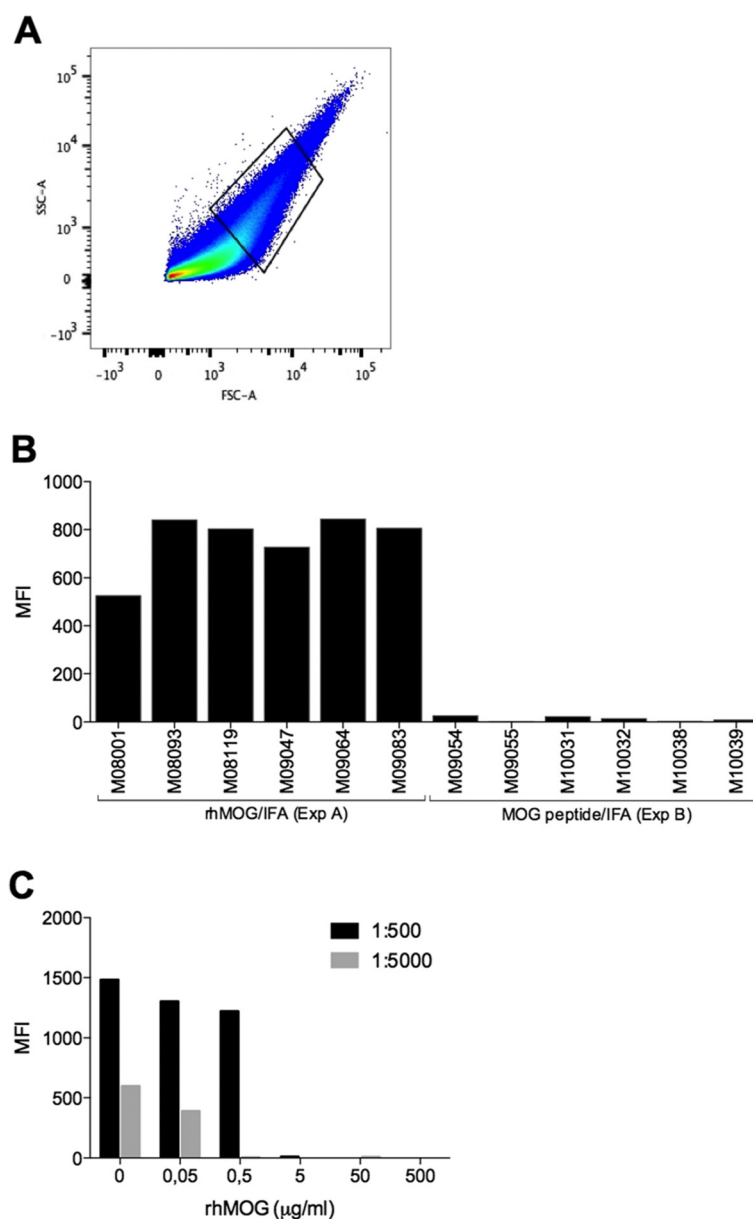 A
10⁵
10⁴
10³
0
-10³
SSC-A
-10³ 0 10³ 10⁴ 10⁵
FSC-A
B
1000
800
600
400
200
0
MFI
M08001 M08093 M08119 M09047 M09064 M09083 M09054 M09055 M10031 M10032 M10038 M10039
rhMOG/IFA (Exp A) MOG peptide/IFA (Exp B)
C
2000
1500
1000
500
0
MFI
1:500
1:5000
0 0,05 0,5 5 50 500
rhMOG (μg/ml)